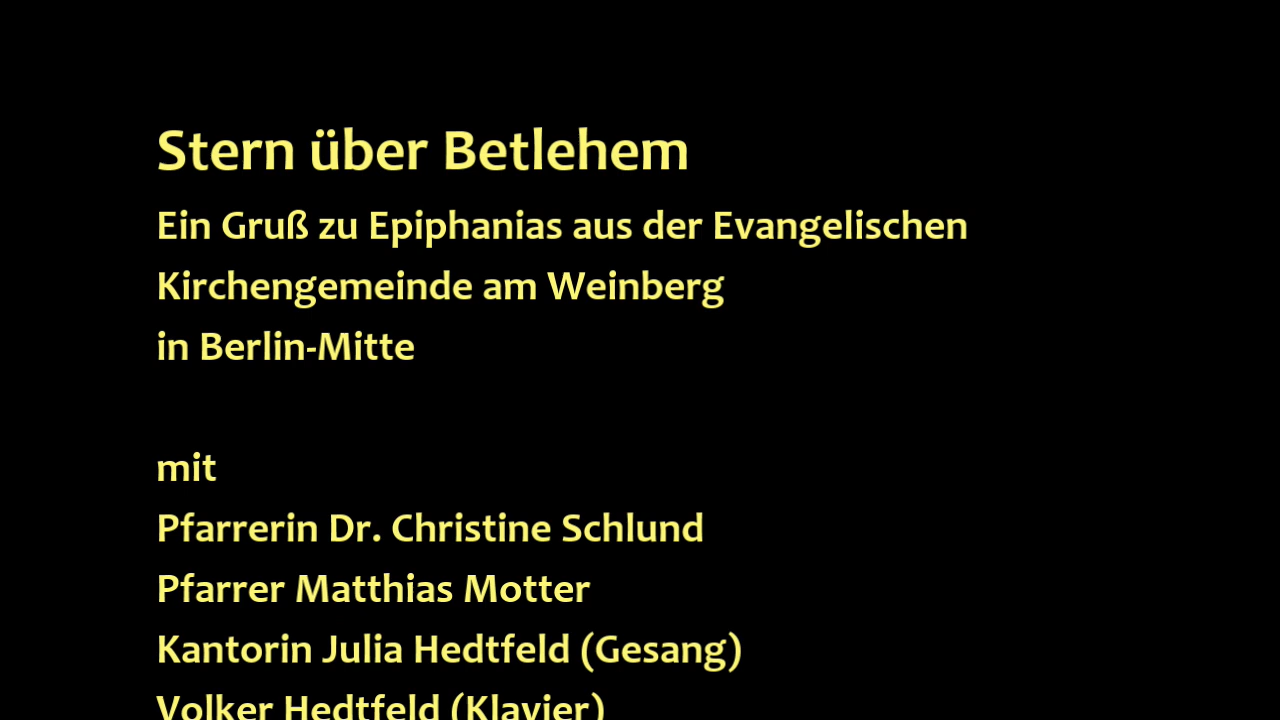 Stern über Betlehem
Ein Gruß zu Epiphanias aus der Evangelischen
Kirchengemeinde am Weinberg
in Berlin-Mitte
mit
Pfarrerin Dr. Christine Schlund
Pfarrer Matthias Motter
Kantorin Julia Hedtfeld (Gesang)
Volker Hedtfeld (Klavier)